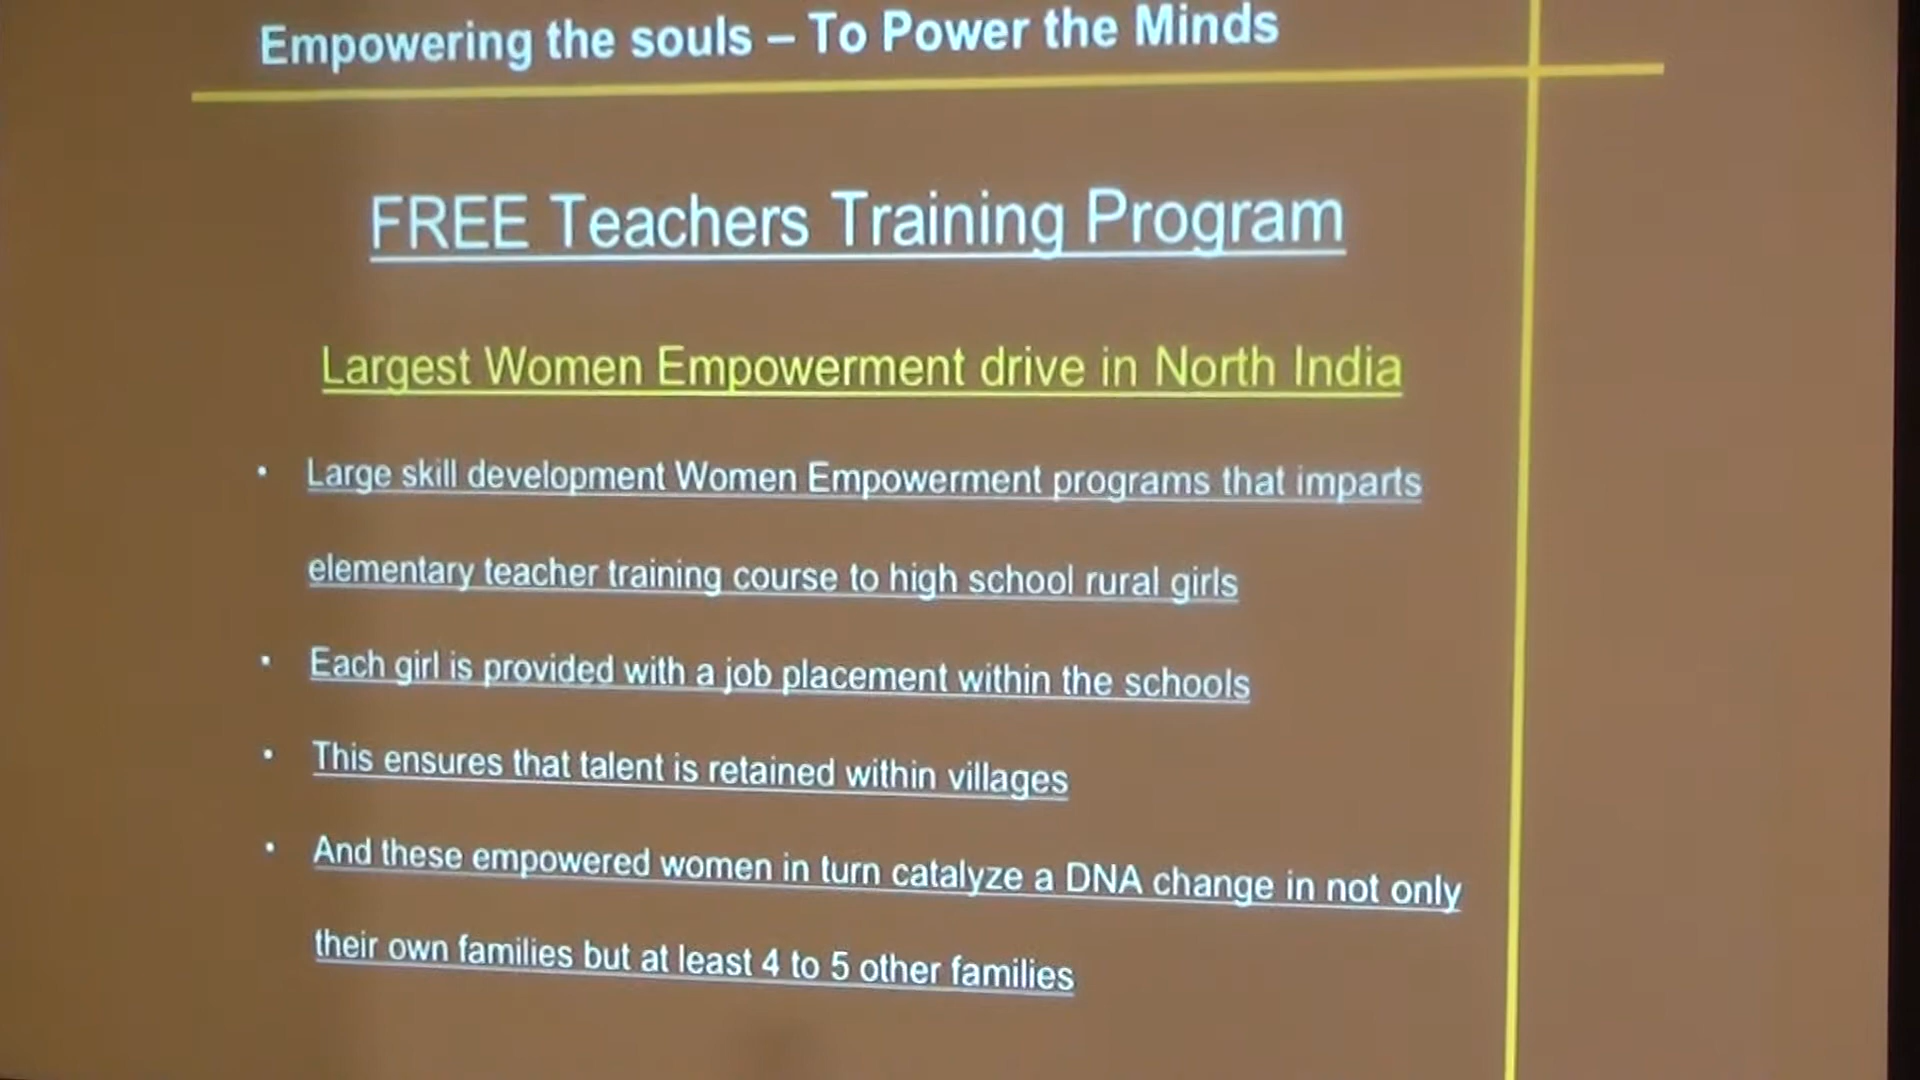 Empowering the souls – To Power the Minds
FREE Teachers Training Program
Largest Women Empowerment drive in North India
• Large skill development Women Empowerment programs that imparts
elementary teacher training course to high school rural girls
• Each girl is provided with a job placement within the schools
• This ensures that talent is retained within villages
• And these empowered women in turn catalyze a DNA change in not only
their own families but at least 4 to 5 other families